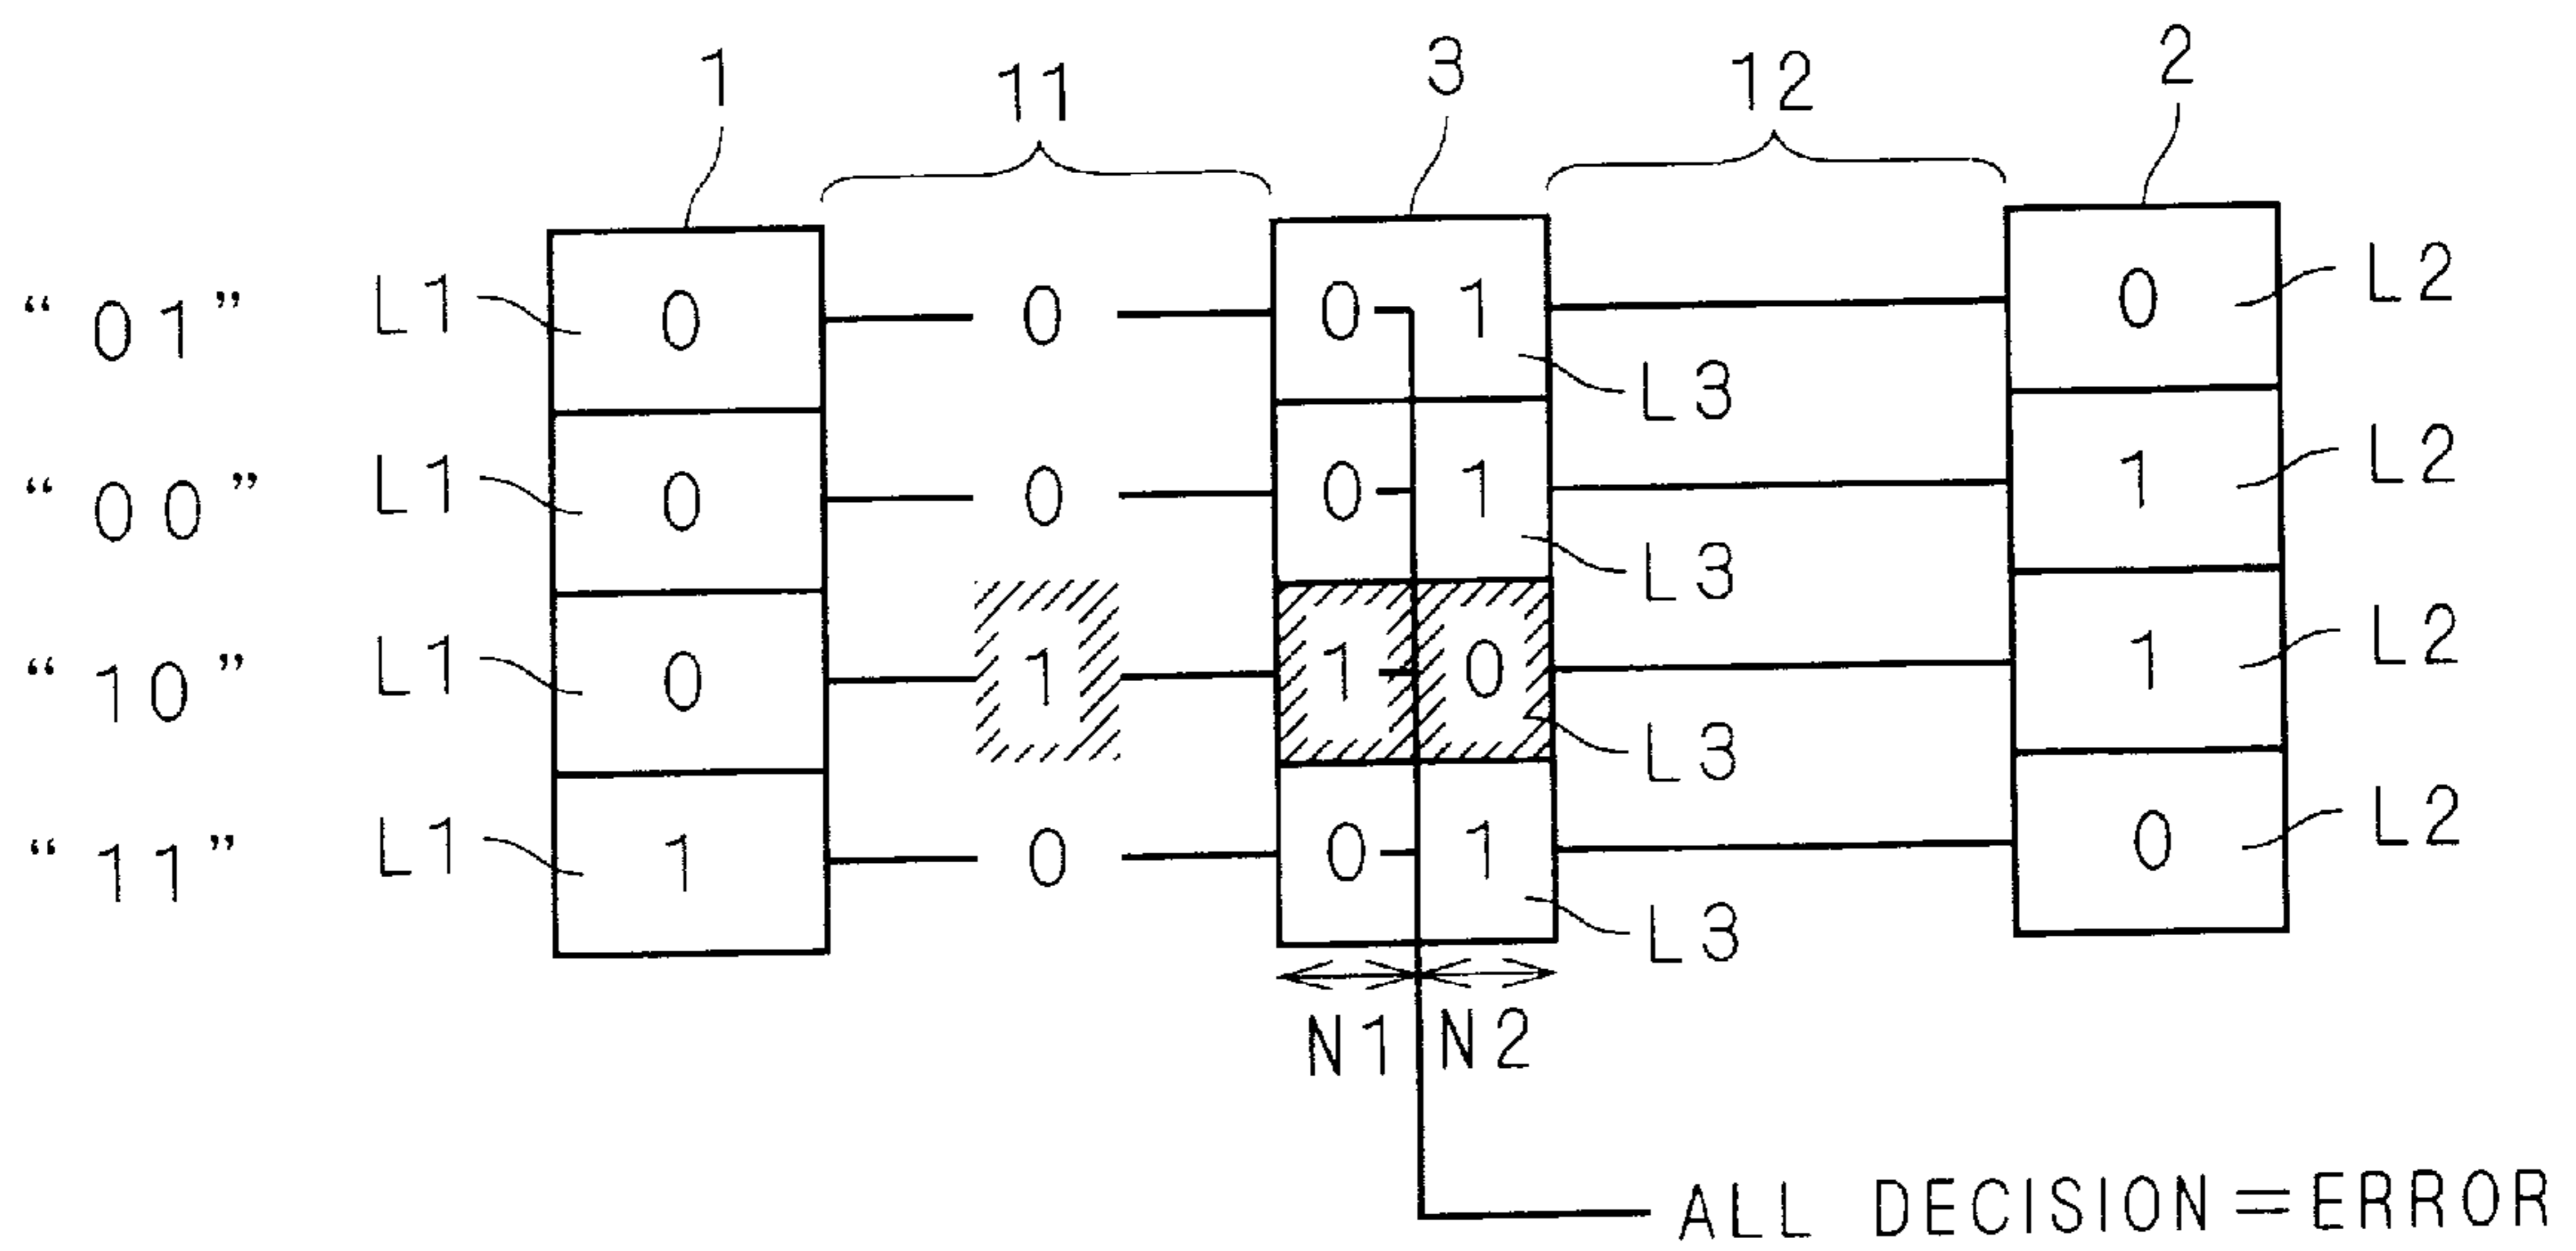 1 11 3 12 2
“01” L1 0 0 0 1 L3 0 L2
“00” L1 0 0 0 1 L3 1 L2
“10” L1 0 1 1 0 L3 1 L2
“11” L1 1 0 0 1 L3 0 L2
N1 N2
ALL DECISION=ERROR